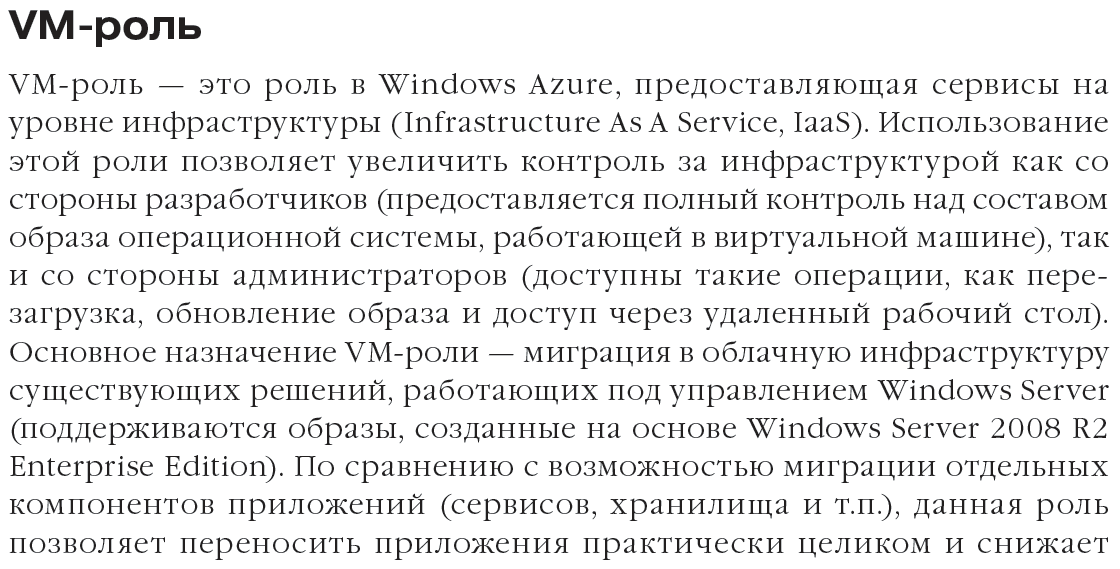 VM-роль
VM-роль — это роль в Windows Azure, предоставляющая сервисы на
уровне инфраструктуры (Infrastructure As A Service, IaaS). Использование
этой роли позволяет увеличить контроль за инфраструктурой как со
стороны разработчиков (предоставляется полный контроль над составом
образа операционной системы, работающей в виртуальной машине), так
и со стороны администраторов (доступны такие операции, как пере-
загрузка, обновление образа и доступ через удаленный рабочий стол).
Основное назначение VM-роли — миграция в облачную инфраструктуру
существующих решений, работающих под управлением Windows Server
(поддерживаются образы, созданные на основе Windows Server 2008 R2
Enterprise Edition). По сравнению с возможностью миграции отдельных
компонентов приложений (сервисов, хранилища и т.п.), данная роль
позволяет переносить приложения практически целиком и снижает